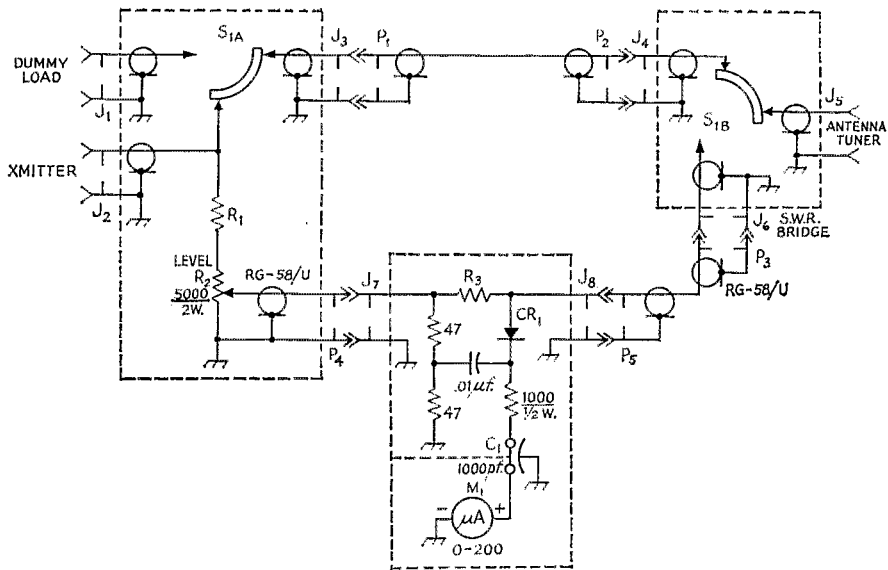 S1A
J3
P1
P2
J4
DUMMY
LOAD
J1
S1B
J5
ANTENNA
TUNER
XMITTER
J2
R1
J6
S.W.R.
BRIDGE
P3
RG-58/U
LEVEL
R2
5000
2W.
RG-58/U
J7
R3
J8
CR1
47
P4
P5
.01μf.
47
1000
1/2 W.
C1
1000pf.
M1
- +
μA
0-200